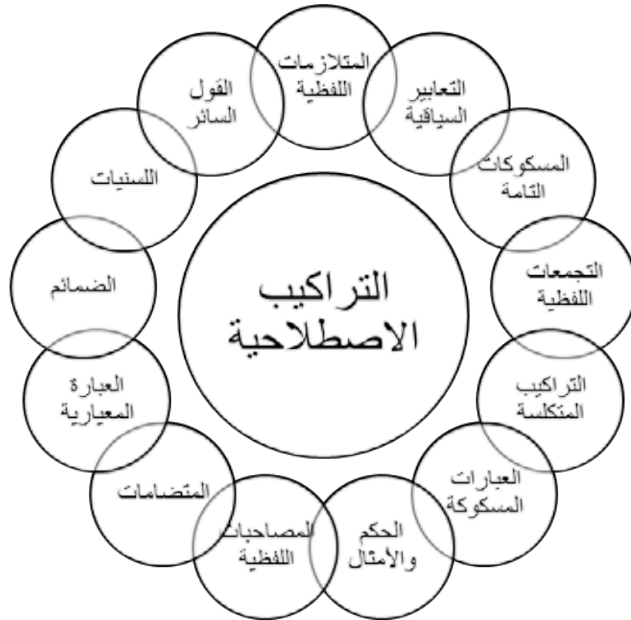 المتلازمات
اللفظية
التعابير
السياقية
المسكوكات
التامة
التجمعات
اللفظية
التراكيب
المتكلسة
العبارات
المسكوكة
الحكم
والأمثال
المصاحبات
اللفظية
المتضامات
العبارة
المعيارية
الضمائم
اللسنيات
القول
السائر
التراكيب
الاصطلاحية